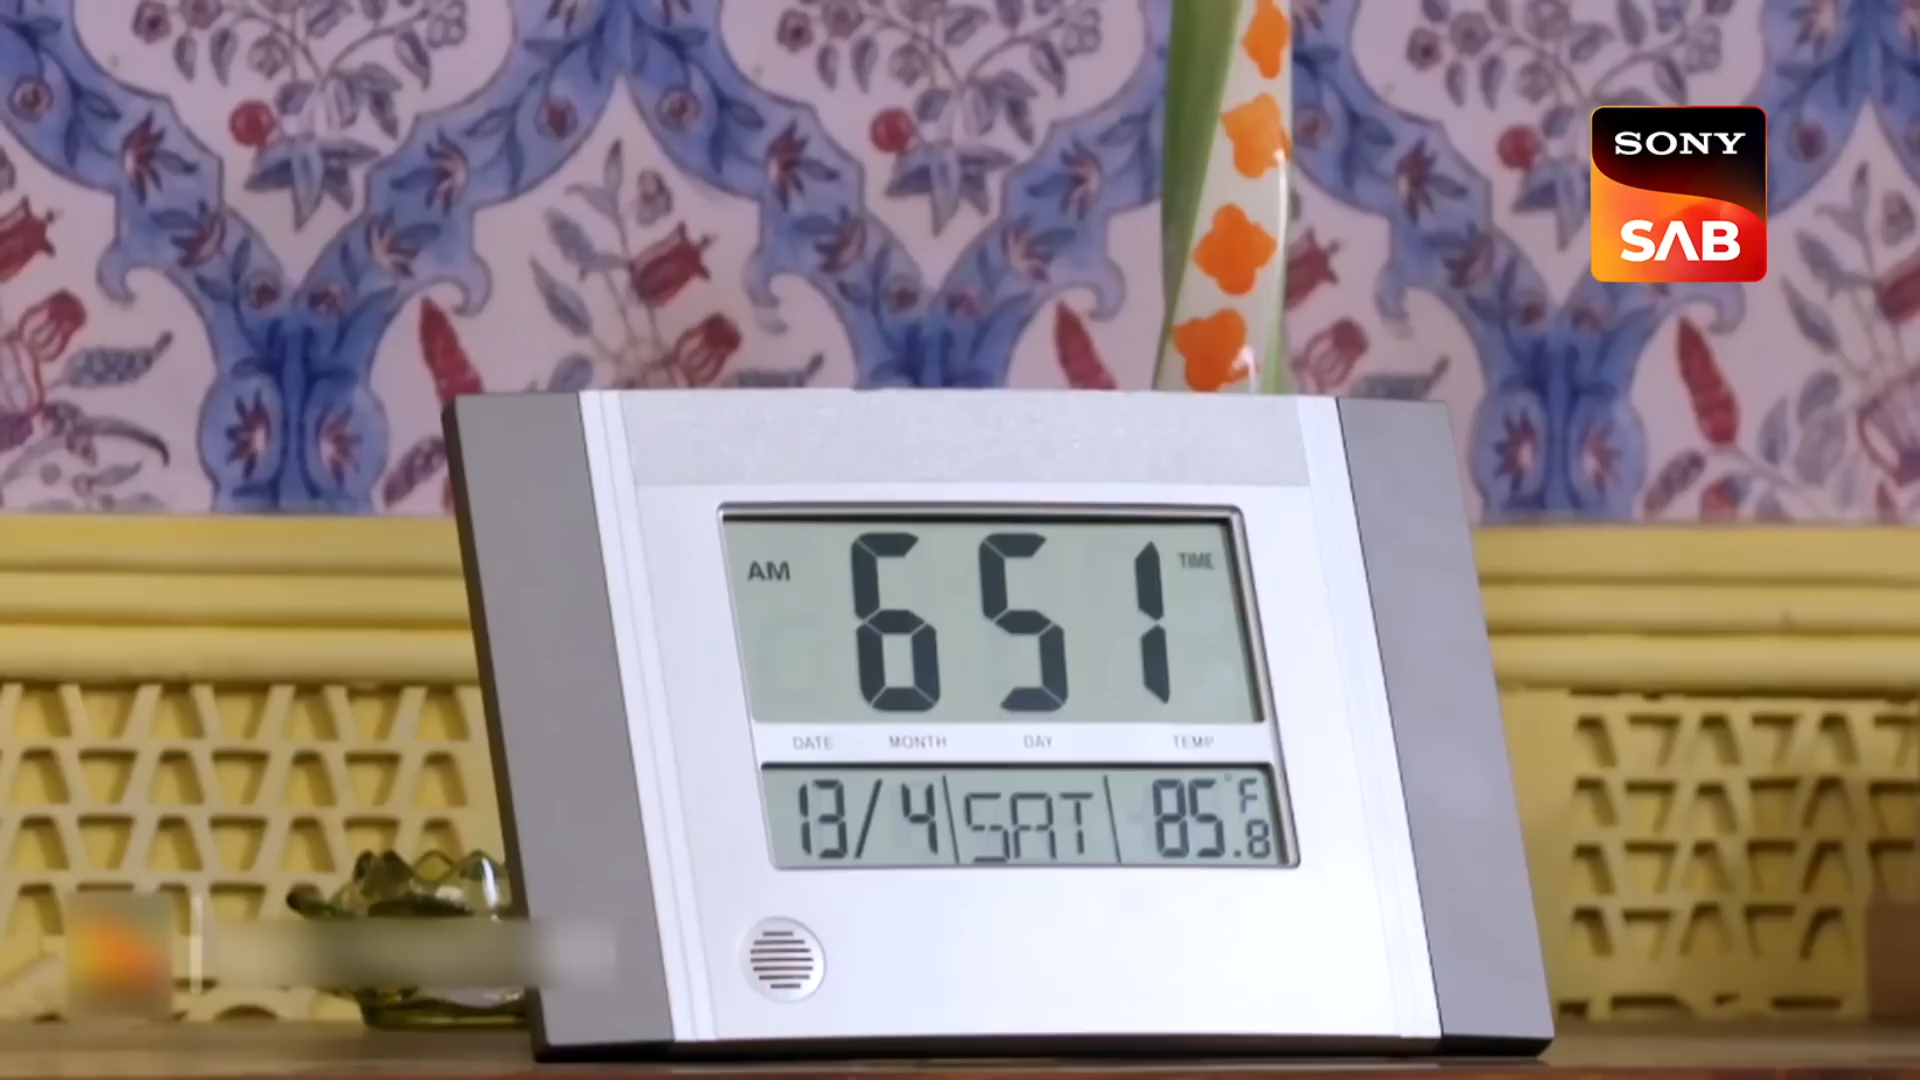 SONY
SAB
AM 651 TIME
DATE MONTH DAY TEMP
13/4 SAT 85.8°F